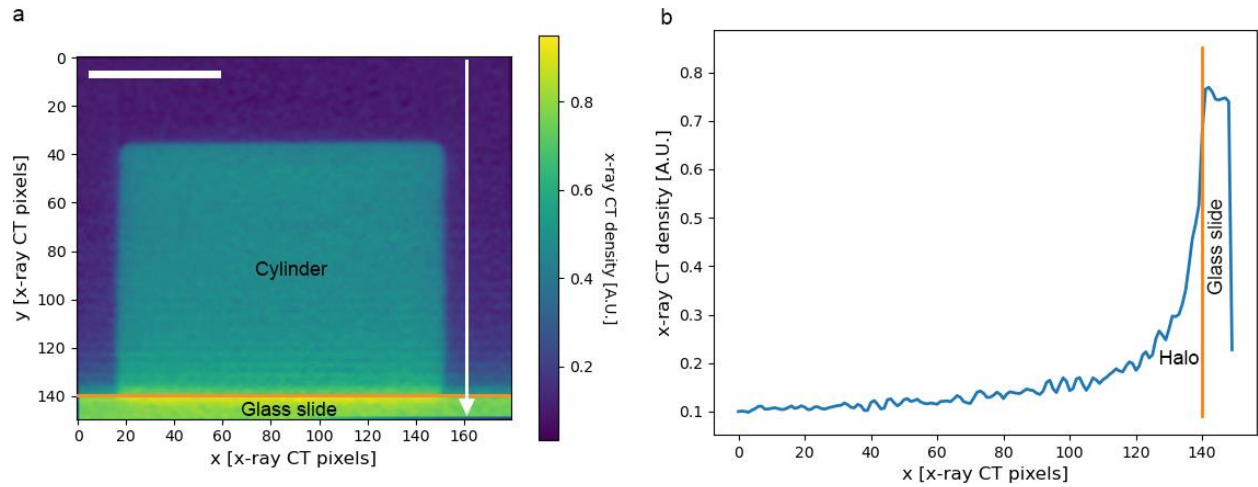 a
0
20
40
60
80
100
120
140
y [x-ray CT pixels]
Cylinder
Glass slide
0 20 40 60 80 100 120 140 160
x [x-ray CT pixels]
0.8
0.6
0.4
0.2
x-ray CT density [A.U.]
b
0.8
0.7
0.6
0.5
0.4
0.3
0.2
0.1
x-ray CT density [A.U.]
Glass slide
Halo
0 20 40 60 80 100 120 140
x [x-ray CT pixels]